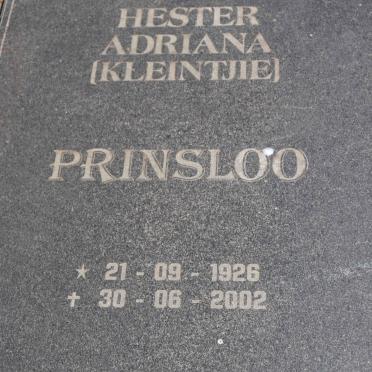 HESTER
ADRIANA
(KLEINTJIE)
PRINSLOO
★ 21 - 09 - 1926
✝ 30 - 06 - 2002